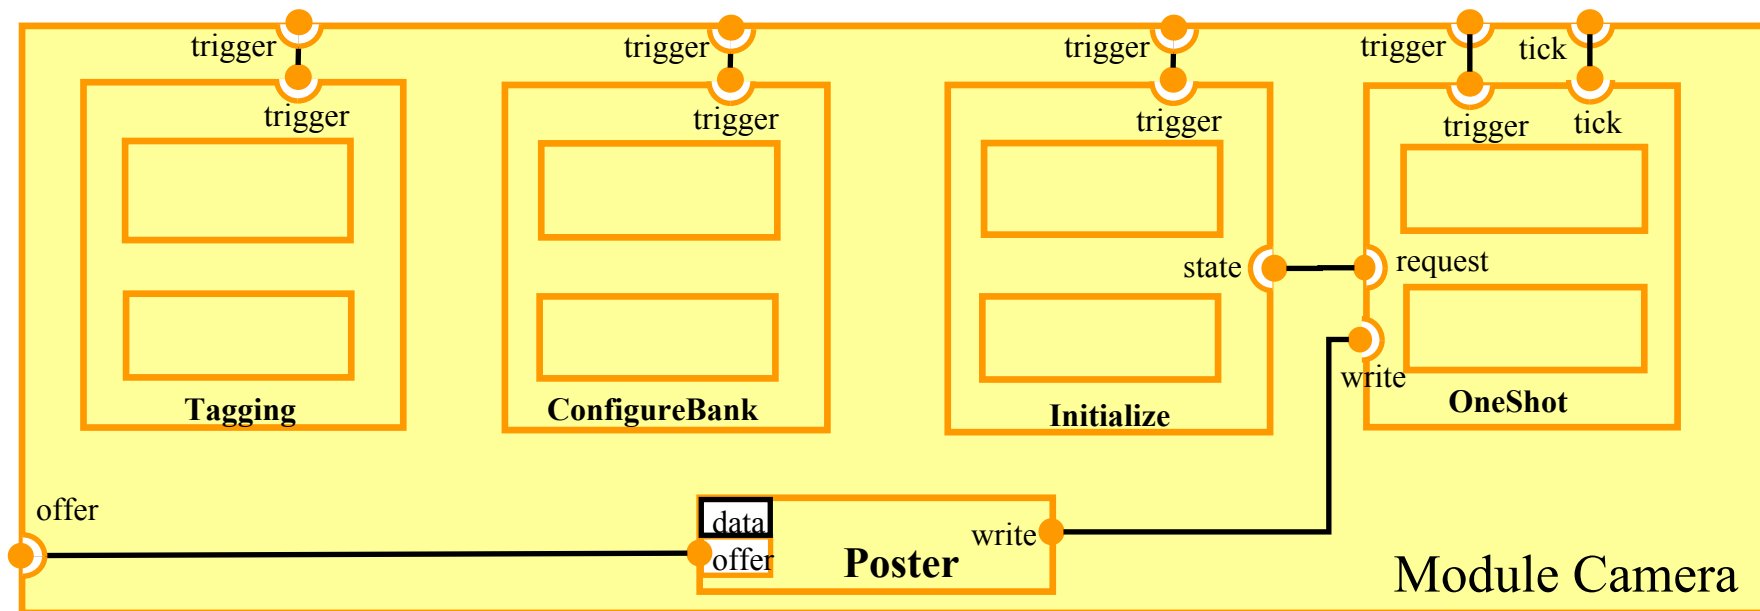 trigger
trigger
trigger
trigger
tick
trigger
trigger
trigger
trigger
tick
state
request
write
Tagging
ConfigureBank
Initialize
OneShot
offer
data
offer
write
Poster
Module Camera